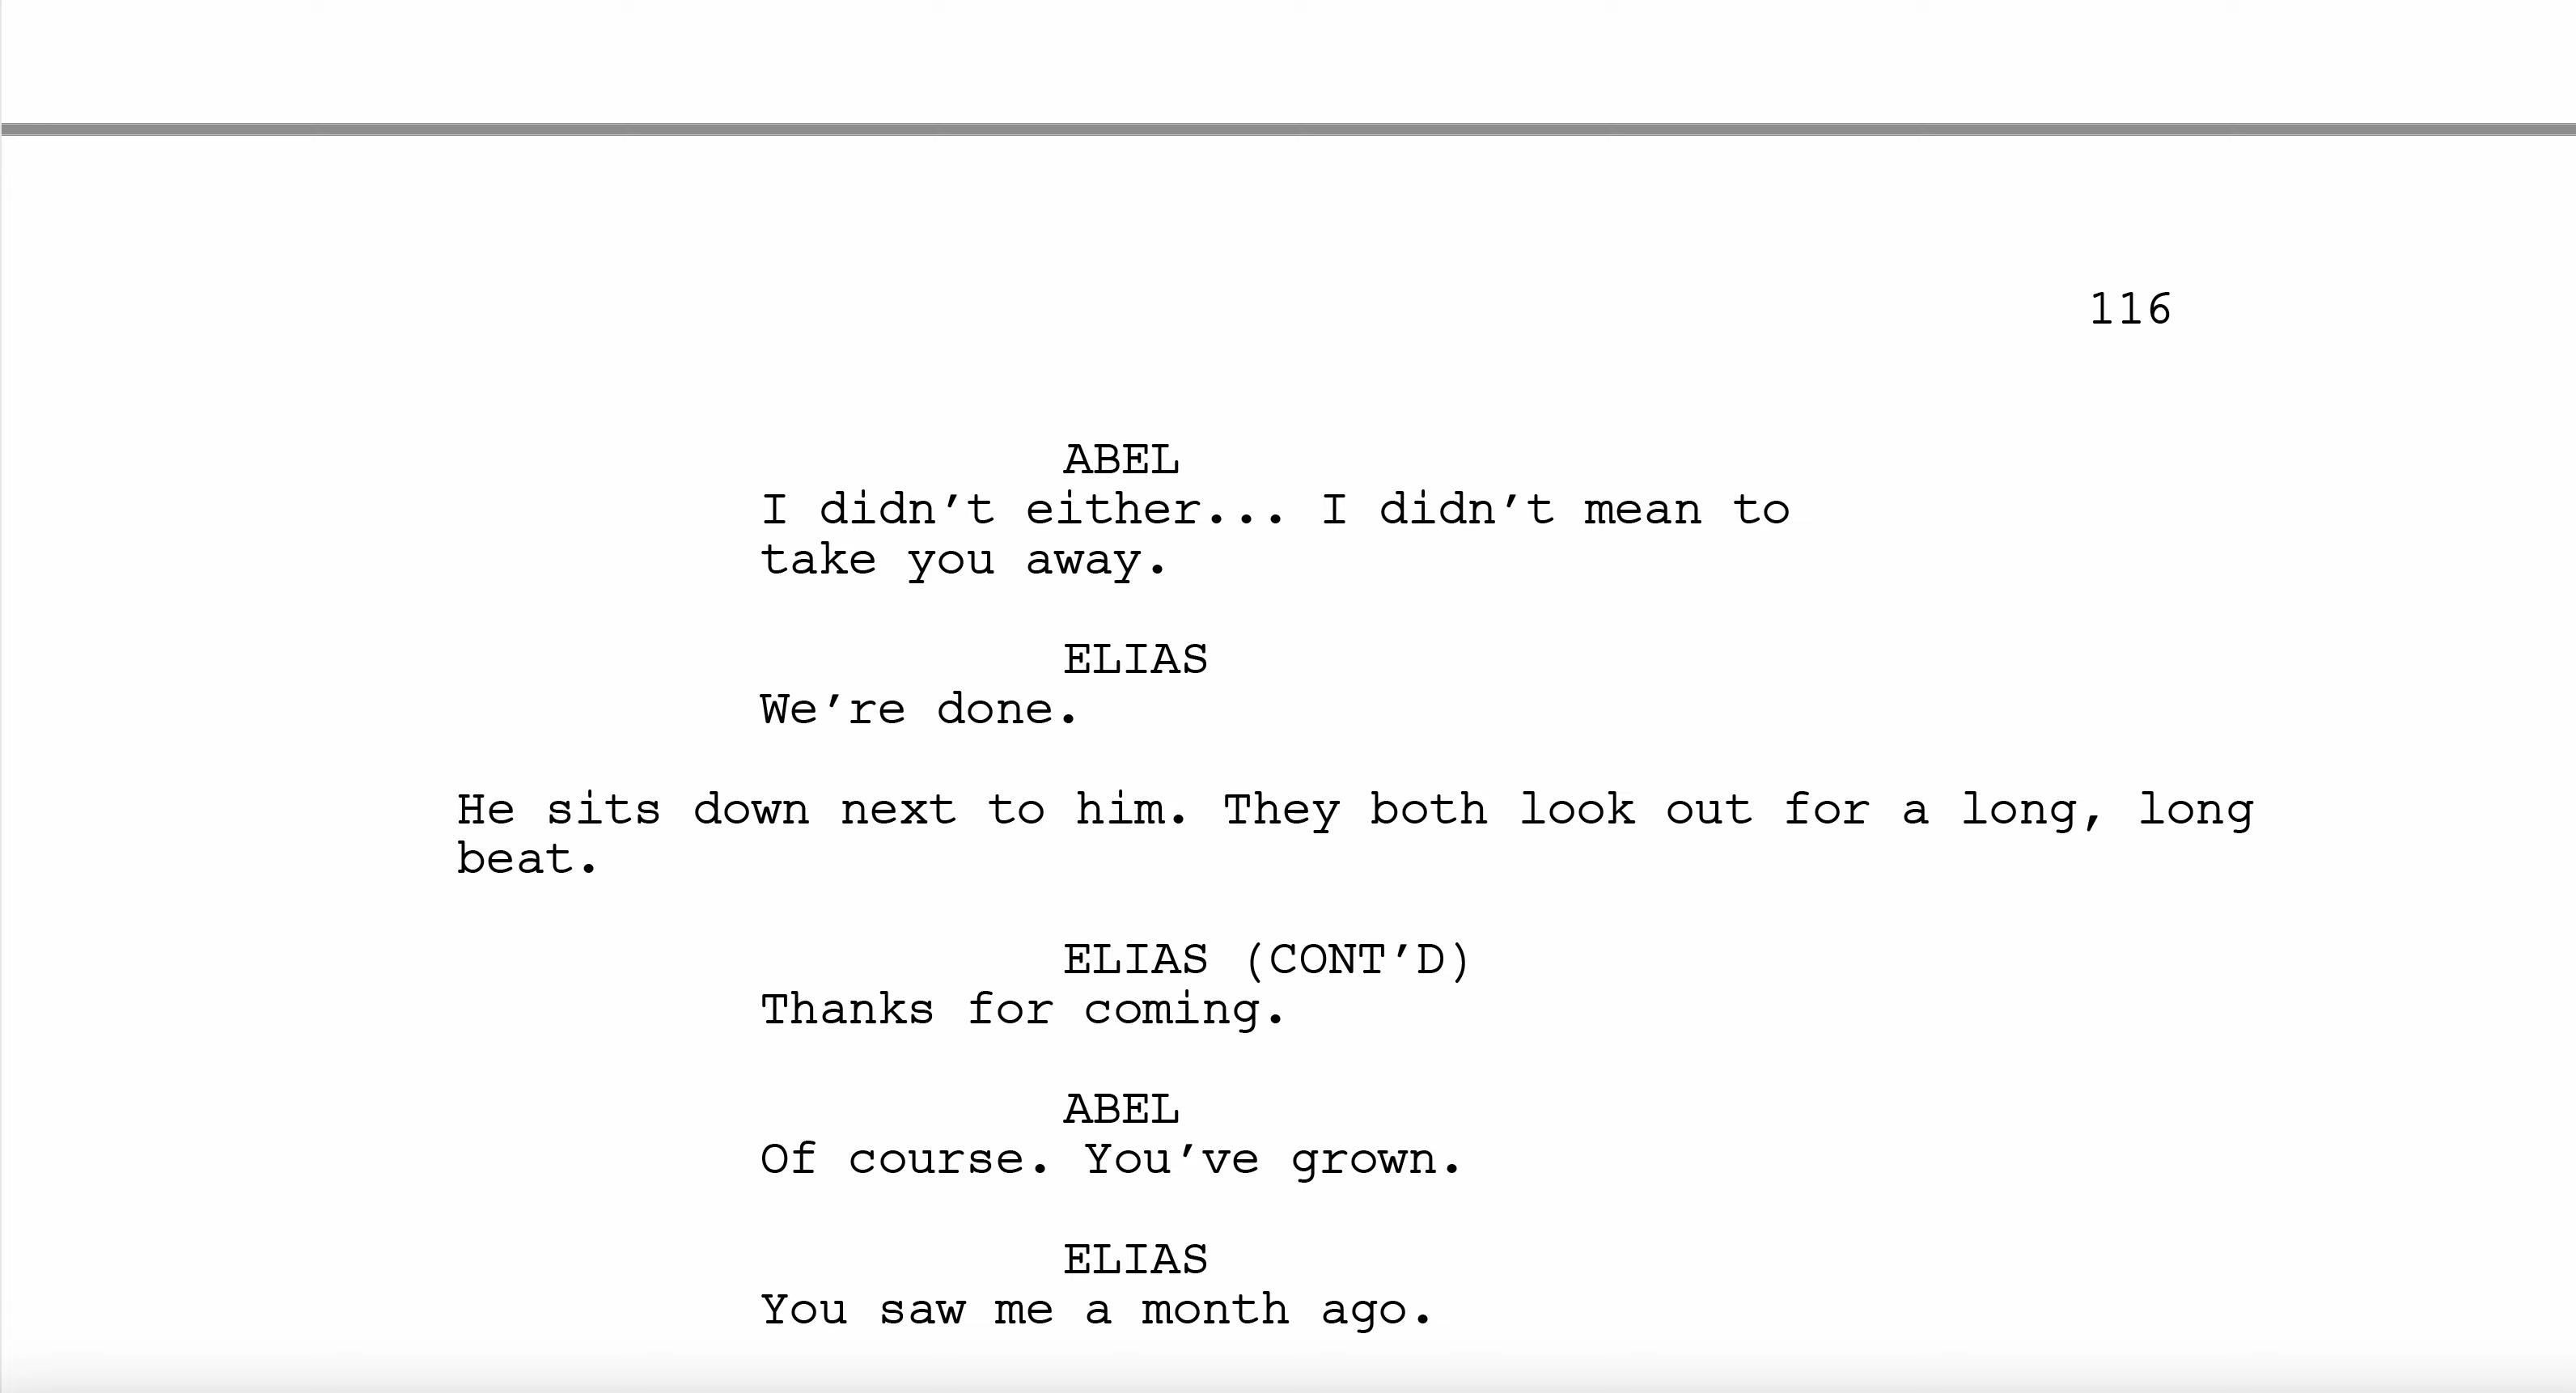 116
ABEL
I didn’t either... I didn’t mean to
take you away.
ELIAS
We’re done.
He sits down next to him. They both look out for a long, long
beat.
ELIAS (CONT’D)
Thanks for coming.
ABEL
Of course. You’ve grown.
ELIAS
You saw me a month ago.